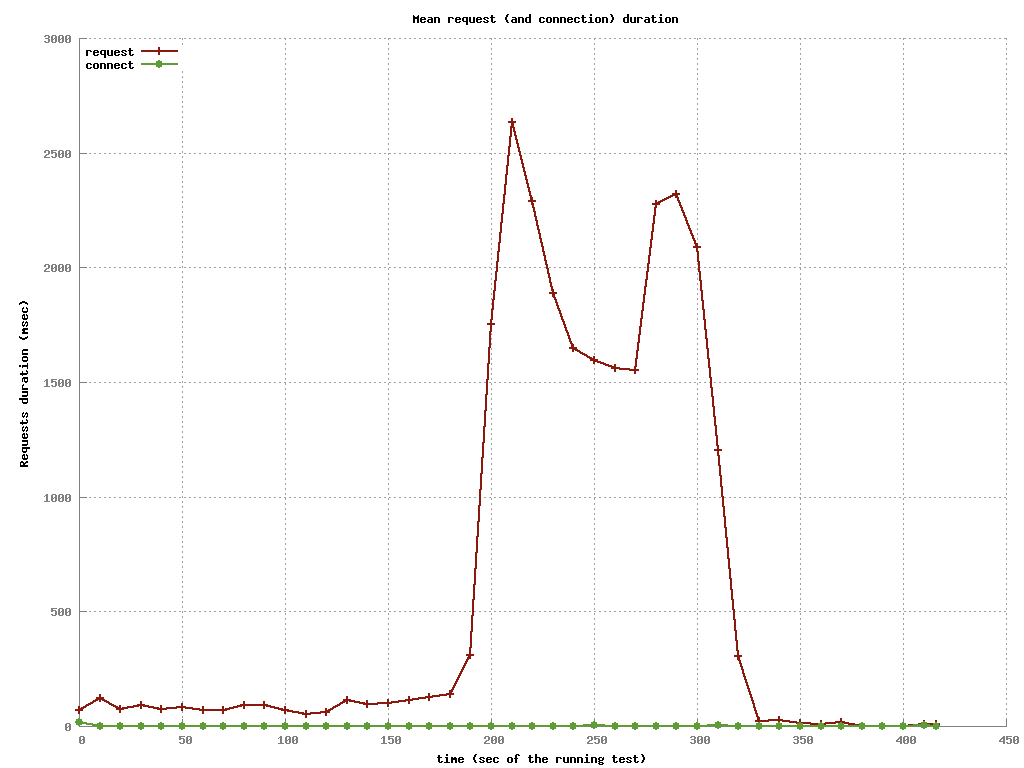 Mean request (and connection) duration
3000
request
connect
2500
2000
1500
1000
500
0
Requests duration (msec)
0 50 100 150 200 250 300 350 400 450
time (sec of the running test)